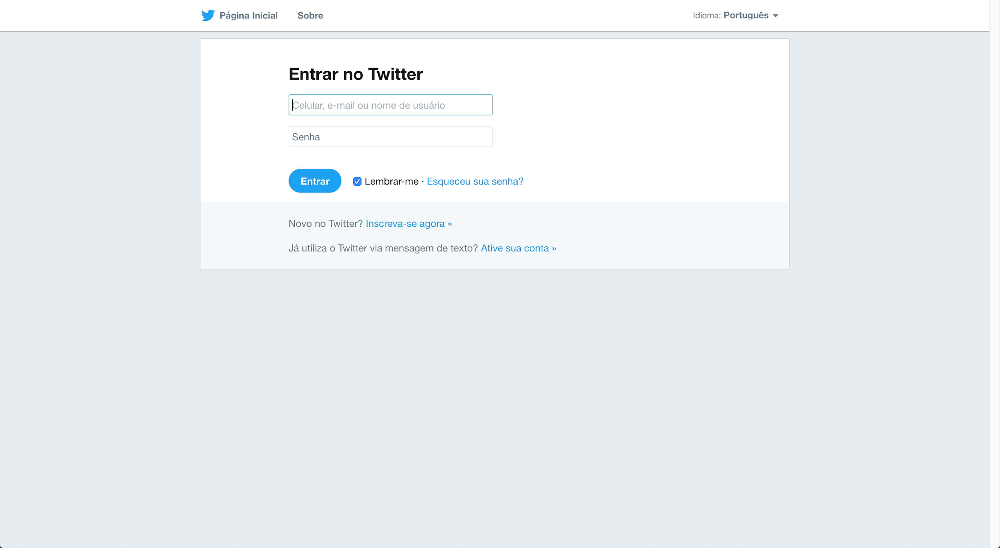 Página Inicial Sobre Idioma: Português
Entrar no Twitter
Celular, e-mail ou nome de usuário
Senha
Entrar Lembrar-me · Esqueceu sua senha?
Novo no Twitter? Inscreva-se agora »
Já utiliza o Twitter via mensagem de texto? Ative sua conta »